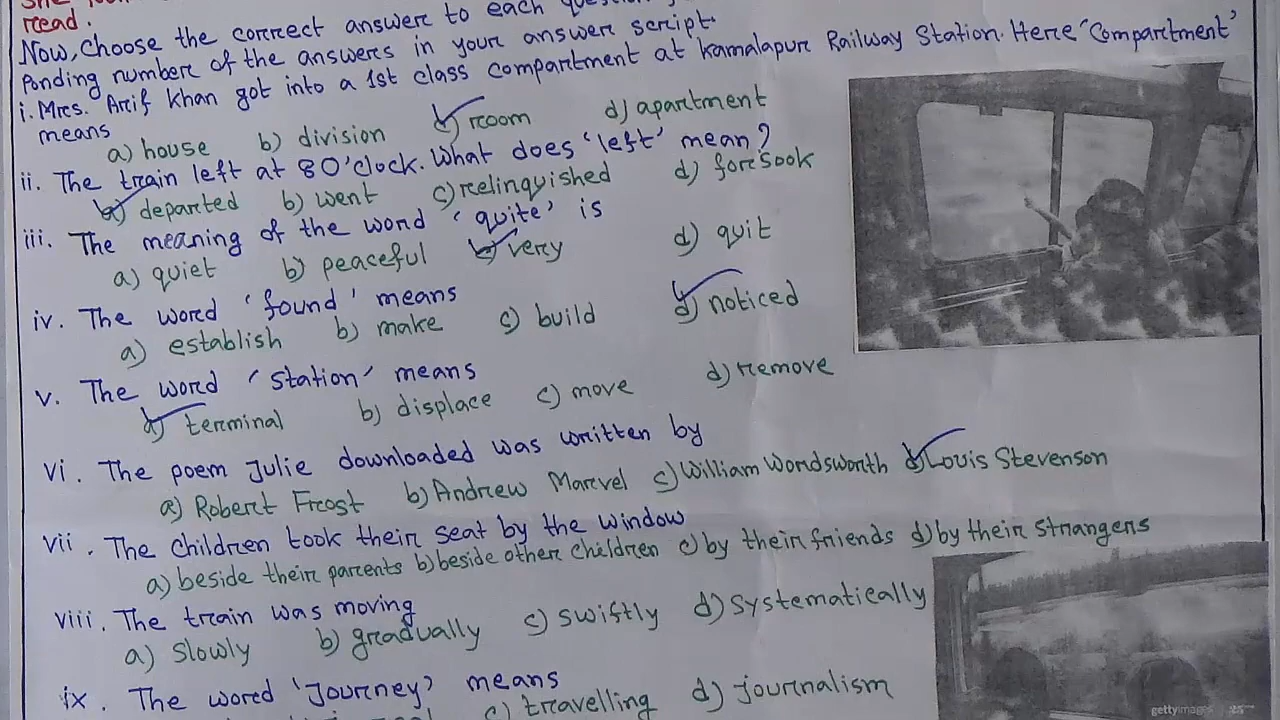 read.
Now, choose the correct answer to each
ponding number of the answers in your answer script.
i. Mrs. Arif Khan got into a 1st class compartment at Kamalapur Railway Station. Here 'Compartment'
means
a) house b) division c) room d) apartment
ii. The train left at 8 O'clock. What does 'left' mean?
a) departed b) went c) relinquished d) foresook
iii. The meaning of the word 'quite' is
a) quiet b) peaceful c) very d) quit
iv. The word 'found' means
a) establish b) make c) build d) noticed
v. The word 'station' means
a) terminal b) displace c) move d) remove
vi. The poem Julie downloaded was written by
a) Robert Frost b) Andrew Marvel c) William Wordsworth d) Louis Stevenson
vii. The children took their seat by the window
a) beside their parents b) beside other children c) by their friends d) by their strangers
viii. The train was moving
a) slowly b) gradually c) swiftly d) systematically
ix. The word 'Journey' means
c) travelling d) journalism
gettyimages